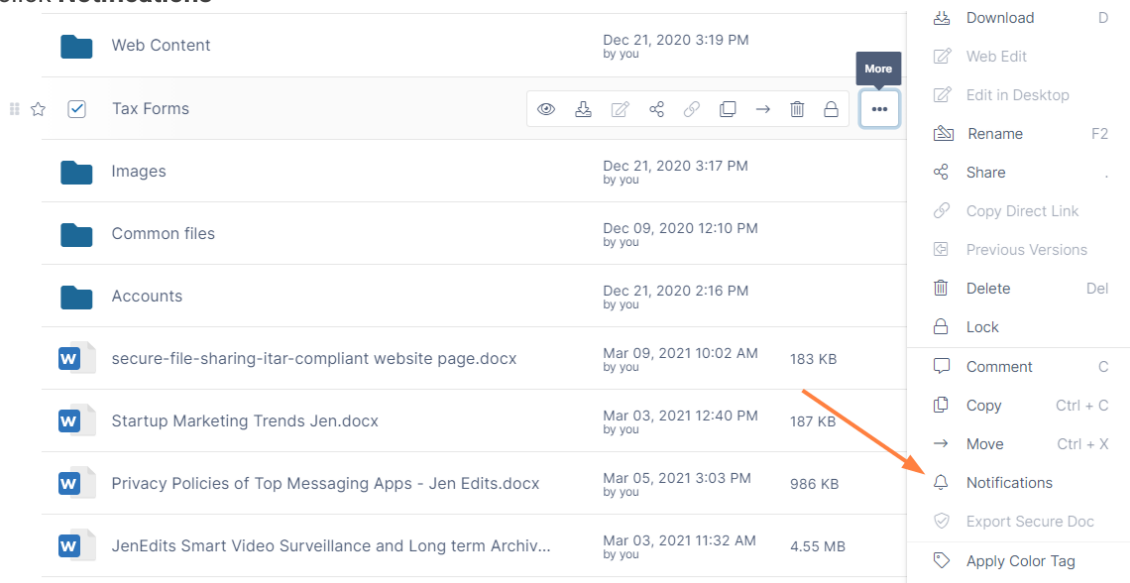 click Notifications
Web Content
Dec 21, 2020 3:19 PM
by you
More
Tax Forms
Images
Dec 21, 2020 3:17 PM
by you
Common files
Dec 09, 2020 12:10 PM
by you
Accounts
Dec 21, 2020 2:16 PM
by you
W secure-file-sharing-itar-compliant website page.docx
Mar 09, 2021 10:02 AM
by you
183 KB
W Startup Marketing Trends Jen.docx
Mar 03, 2021 12:40 PM
by you
187 KB
W Privacy Policies of Top Messaging Apps - Jen Edits.docx
Mar 05, 2021 3:03 PM
by you
986 KB
W JenEdits Smart Video Surveillance and Long term Archiv...
Mar 03, 2021 11:32 AM
by you
4.55 MB
Download D
Web Edit
Edit in Desktop
Rename F2
Share .
Copy Direct Link
Previous Versions
Delete Del
Lock
Comment C
Copy Ctrl + C
Move Ctrl + X
Notifications
Export Secure Doc
Apply Color Tag